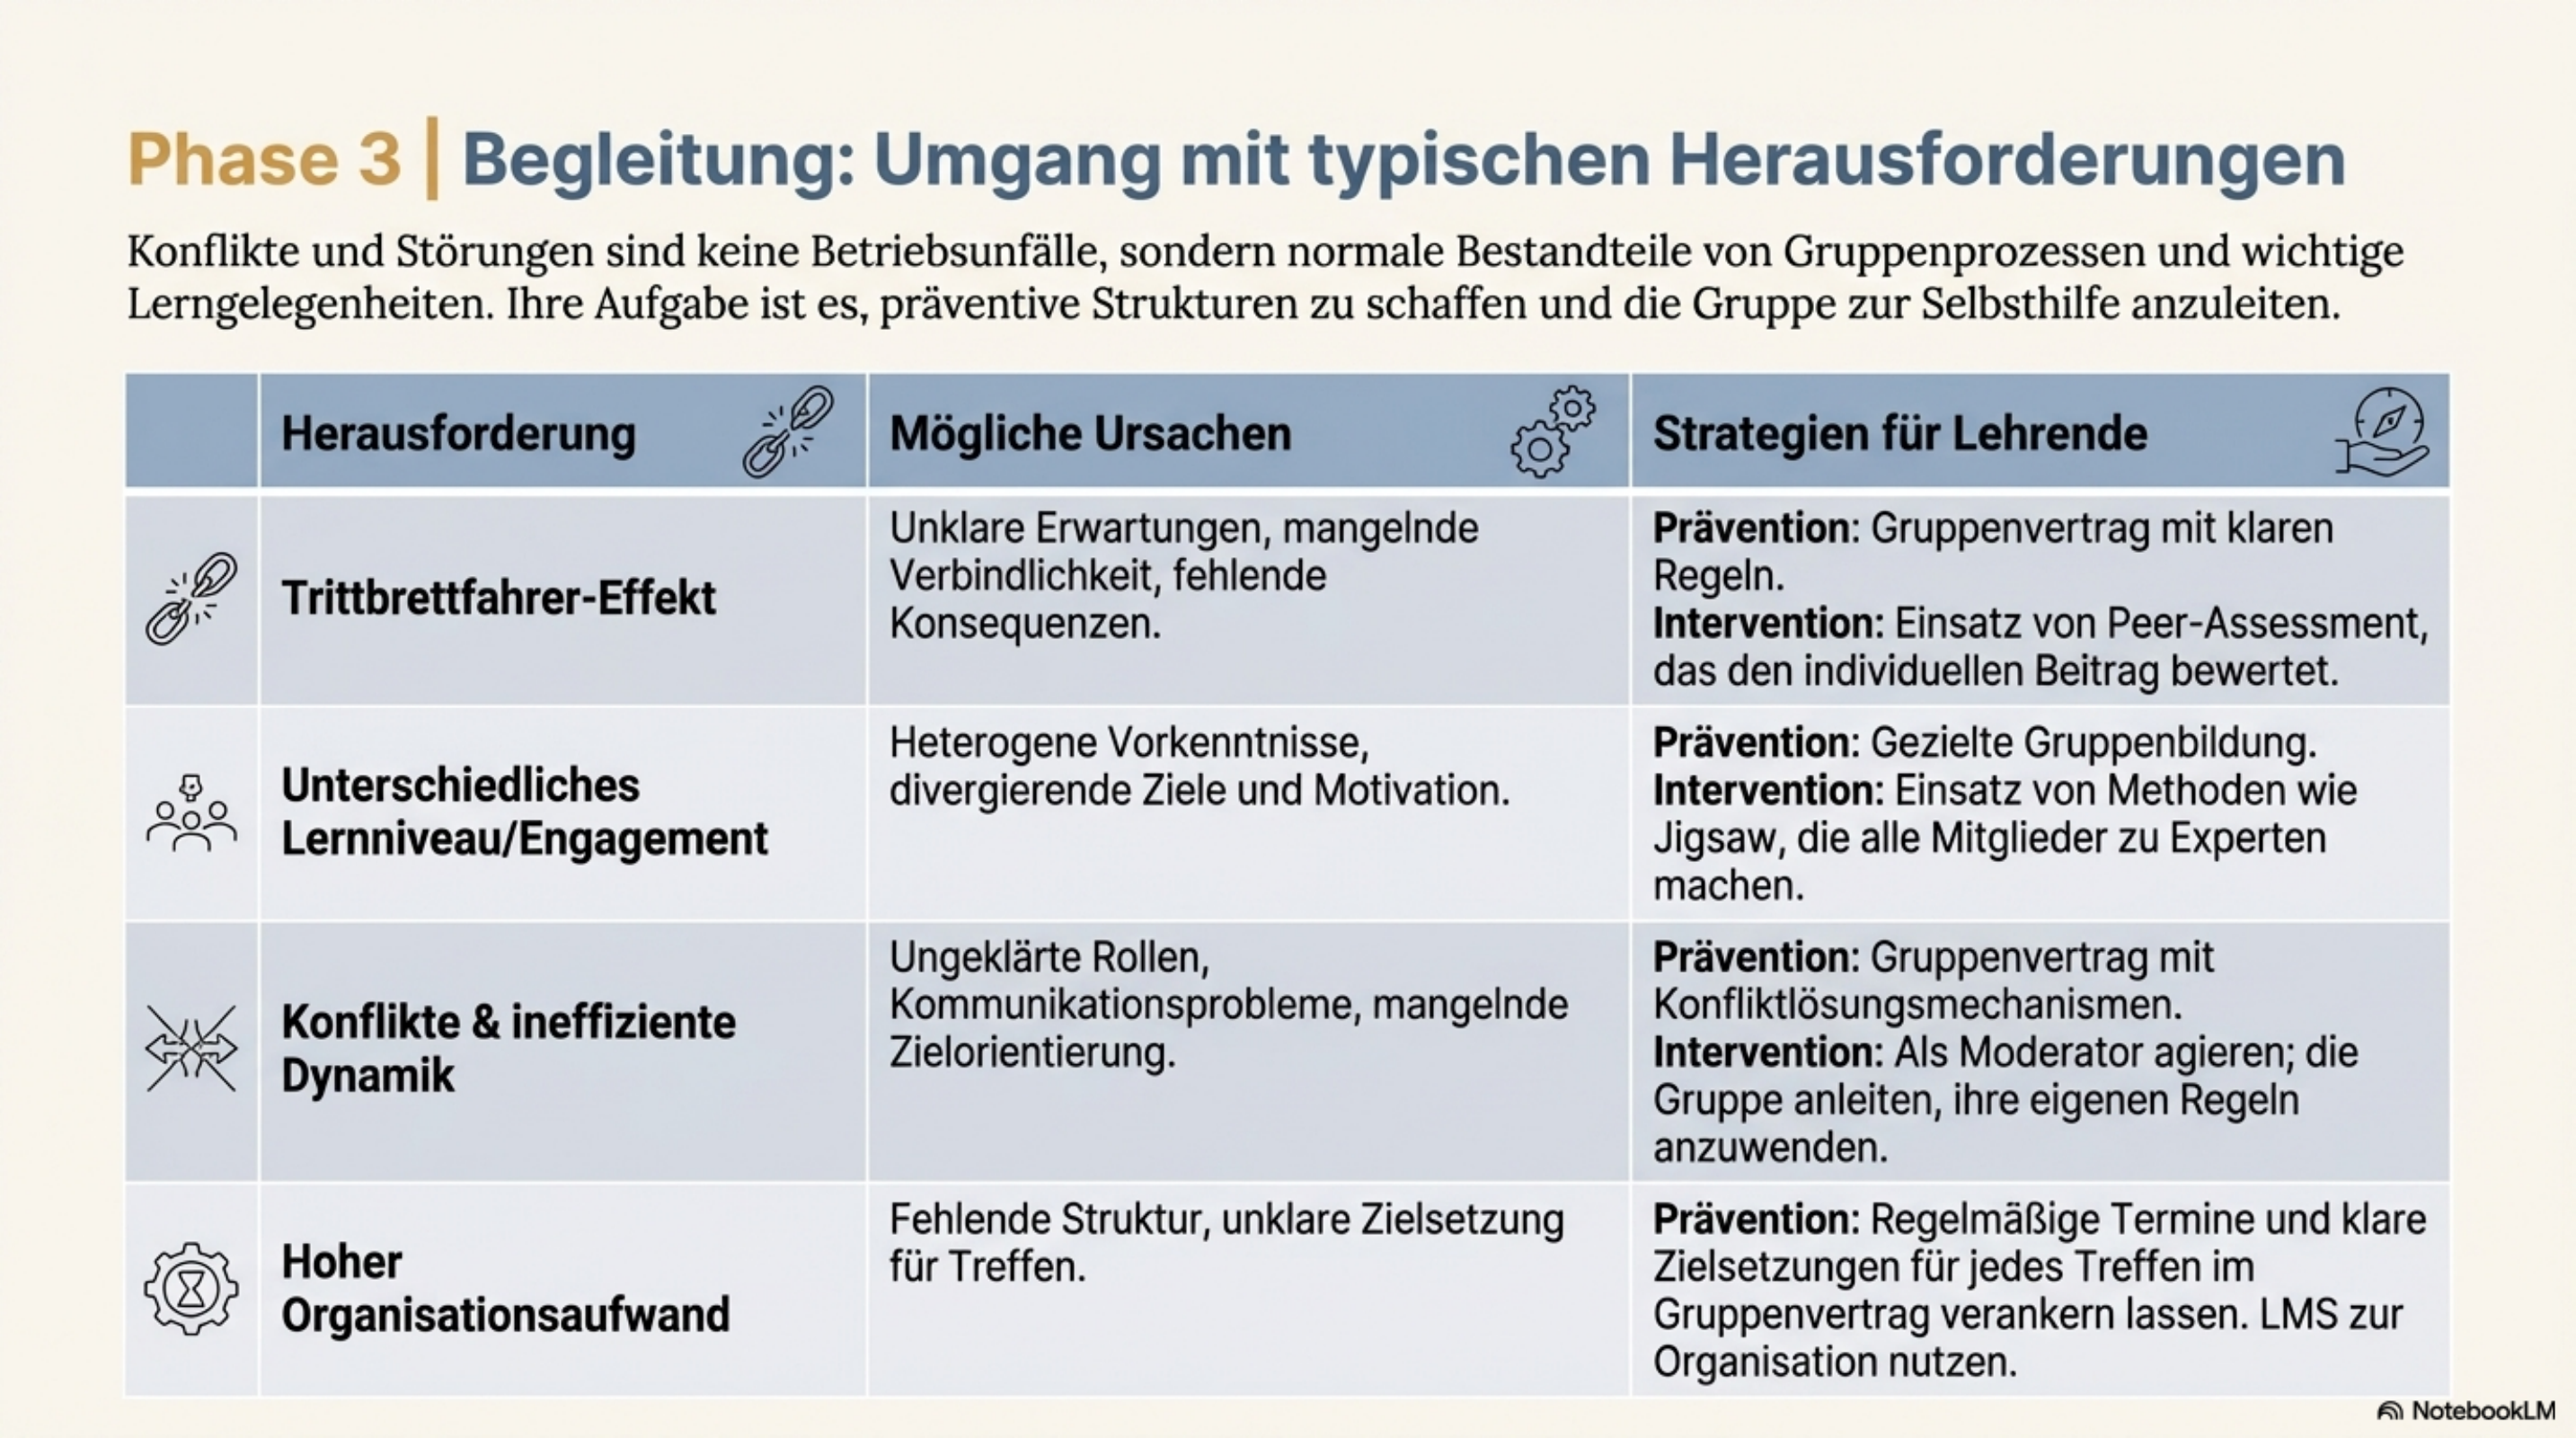 Phase 3 | Begleitung: Umgang mit typischen Herausforderungen
Konflikte und Störungen sind keine Betriebsunfälle, sondern normale Bestandteile von Gruppenprozessen und wichtige
Lerngelegenheiten. Ihre Aufgabe ist es, präventive Strukturen zu schaffen und die Gruppe zur Selbsthilfe anzuleiten.
Herausforderung
Mögliche Ursachen
Strategien für Lehrende
Trittbrettfahrer-Effekt
Unklare Erwartungen, mangelnde
Verbindlichkeit, fehlende
Konsequenzen.
Prävention: Gruppenvertrag mit klaren
Regeln.
Intervention: Einsatz von Peer-Assessment,
das den individuellen Beitrag bewertet.
Unterschiedliches
Lernniveau/Engagement
Heterogene Vorkenntnisse,
divergierende Ziele und Motivation.
Prävention: Gezielte Gruppenbildung.
Intervention: Einsatz von Methoden wie
Jigsaw, die alle Mitglieder zu Experten
machen.
Konflikte & ineffiziente
Dynamik
Ungeklärte Rollen,
Kommunikationsprobleme, mangelnde
Zielorientierung.
Prävention: Gruppenvertrag mit
Konfliktlösungsmechanismen.
Intervention: Als Moderator agieren; die
Gruppe anleiten, ihre eigenen Regeln
anzuwenden.
Hoher
Organisationsaufwand
Fehlende Struktur, unklare Zielsetzung
für Treffen.
Prävention: Regelmäßige Termine und klare
Zielsetzungen für jedes Treffen im
Gruppenvertrag verankern lassen. LMS zur
Organisation nutzen.
NotebookLM